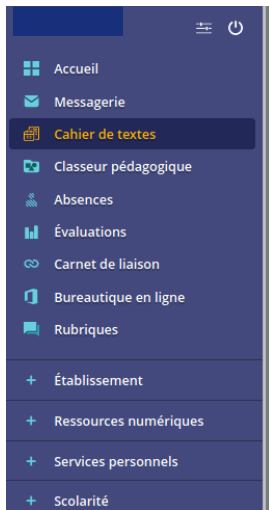 Accueil
Messagerie
Cahier de textes
Classeur pédagogique
Absences
Évaluations
Carnet de liaison
Bureautique en ligne
Rubriques
+ Établissement
+ Ressources numériques
+ Services personnels
+ Scolarité